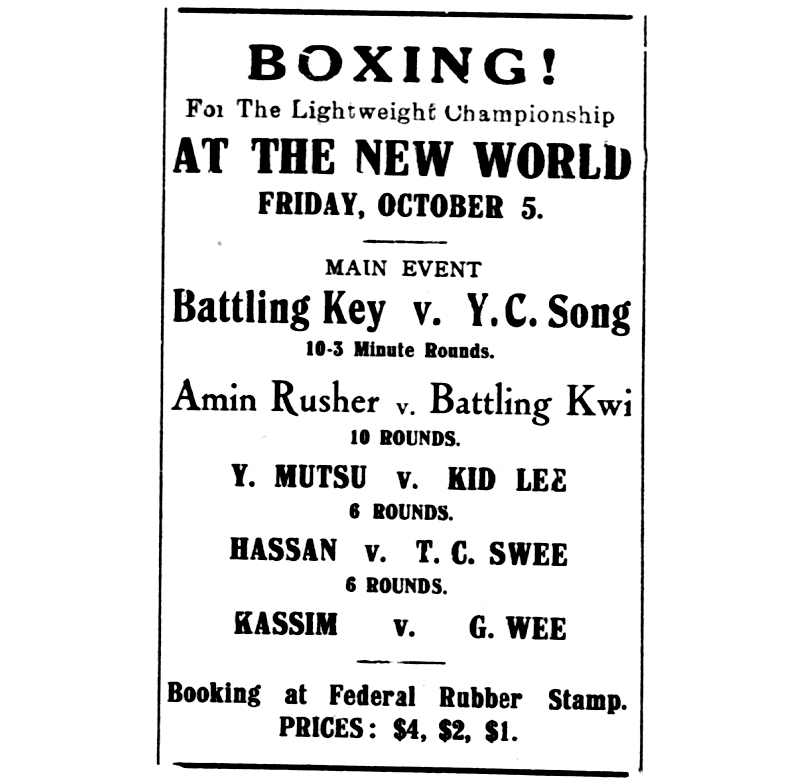 BOXING!
For The Lightweight Championship
AT THE NEW WORLD
FRIDAY, OCTOBER 5.
MAIN EVENT
Battling Key v. Y.C. Song
10-3 Minute Rounds.
Amin Rusher v. Battling Kwi
10 ROUNDS.
Y. MUTSU v. KID LEE
6 ROUNDS.
HASSAN v. T. C. SWEE
6 ROUNDS.
KASSIM v. G. WEE
Booking at Federal Rubber Stamp.
PRICES: $4, $2, $1.